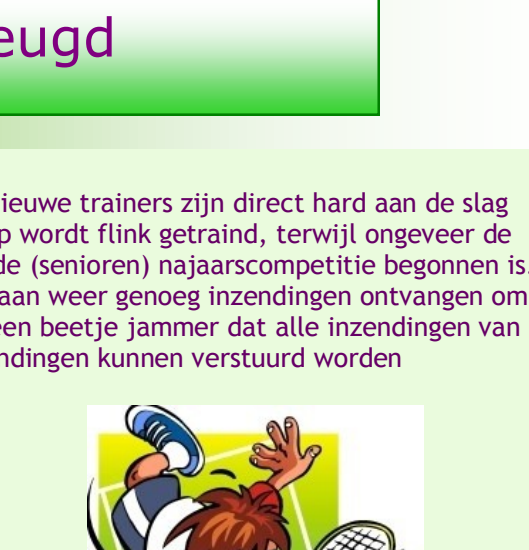 eugd
ieuwe trainers zijn direct hard aan de slag
p wordt flink getraind, terwijl ongeveer de
de (senioren) najaarscompetitie begonnen is.
aan weer genoeg inzendingen ontvangen om
een beetje jammer dat alle inzendingen van
ndingen kunnen verstuurd worden